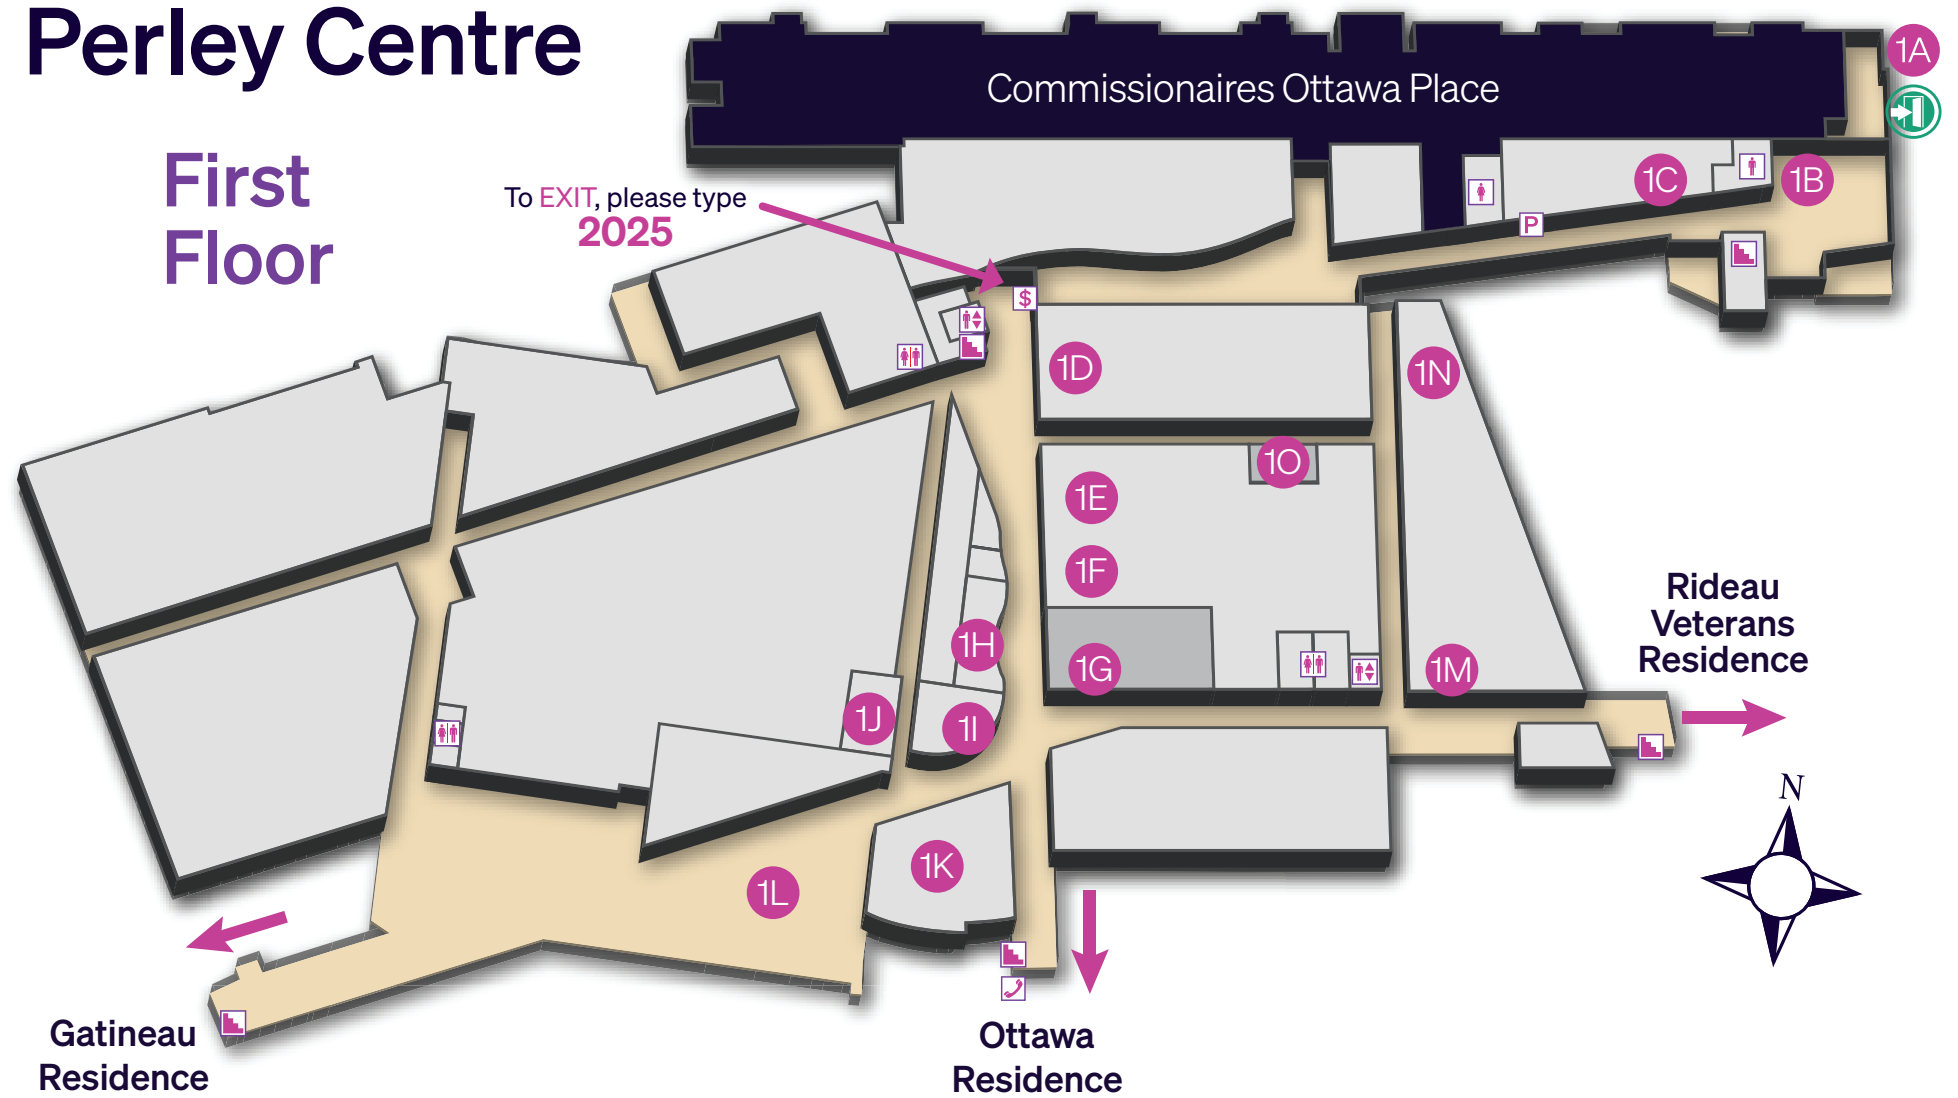 Perley Centre
First
Floor
Commissionaires Ottawa Place
1A
To EXIT, please type
2025
1C
1B
P
$
1D
1N
1O
1E
1F
1H
1G
1M
1J
1I
Rideau
Veterans
Residence
N
1K
1L
Gatineau
Residence
Ottawa
Residence